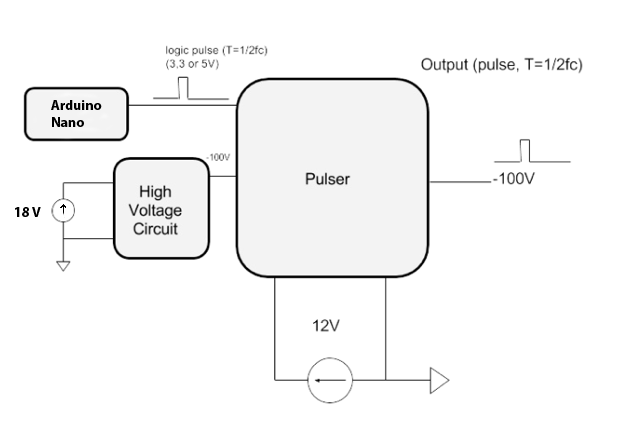 logic pulse (T=1/2fc)
(3,3 or 5V)
Output (pulse, T=1/2fc)
Arduino
Nano
-100V
High
Voltage
Circuit
18 V
Pulser
-100V
12V